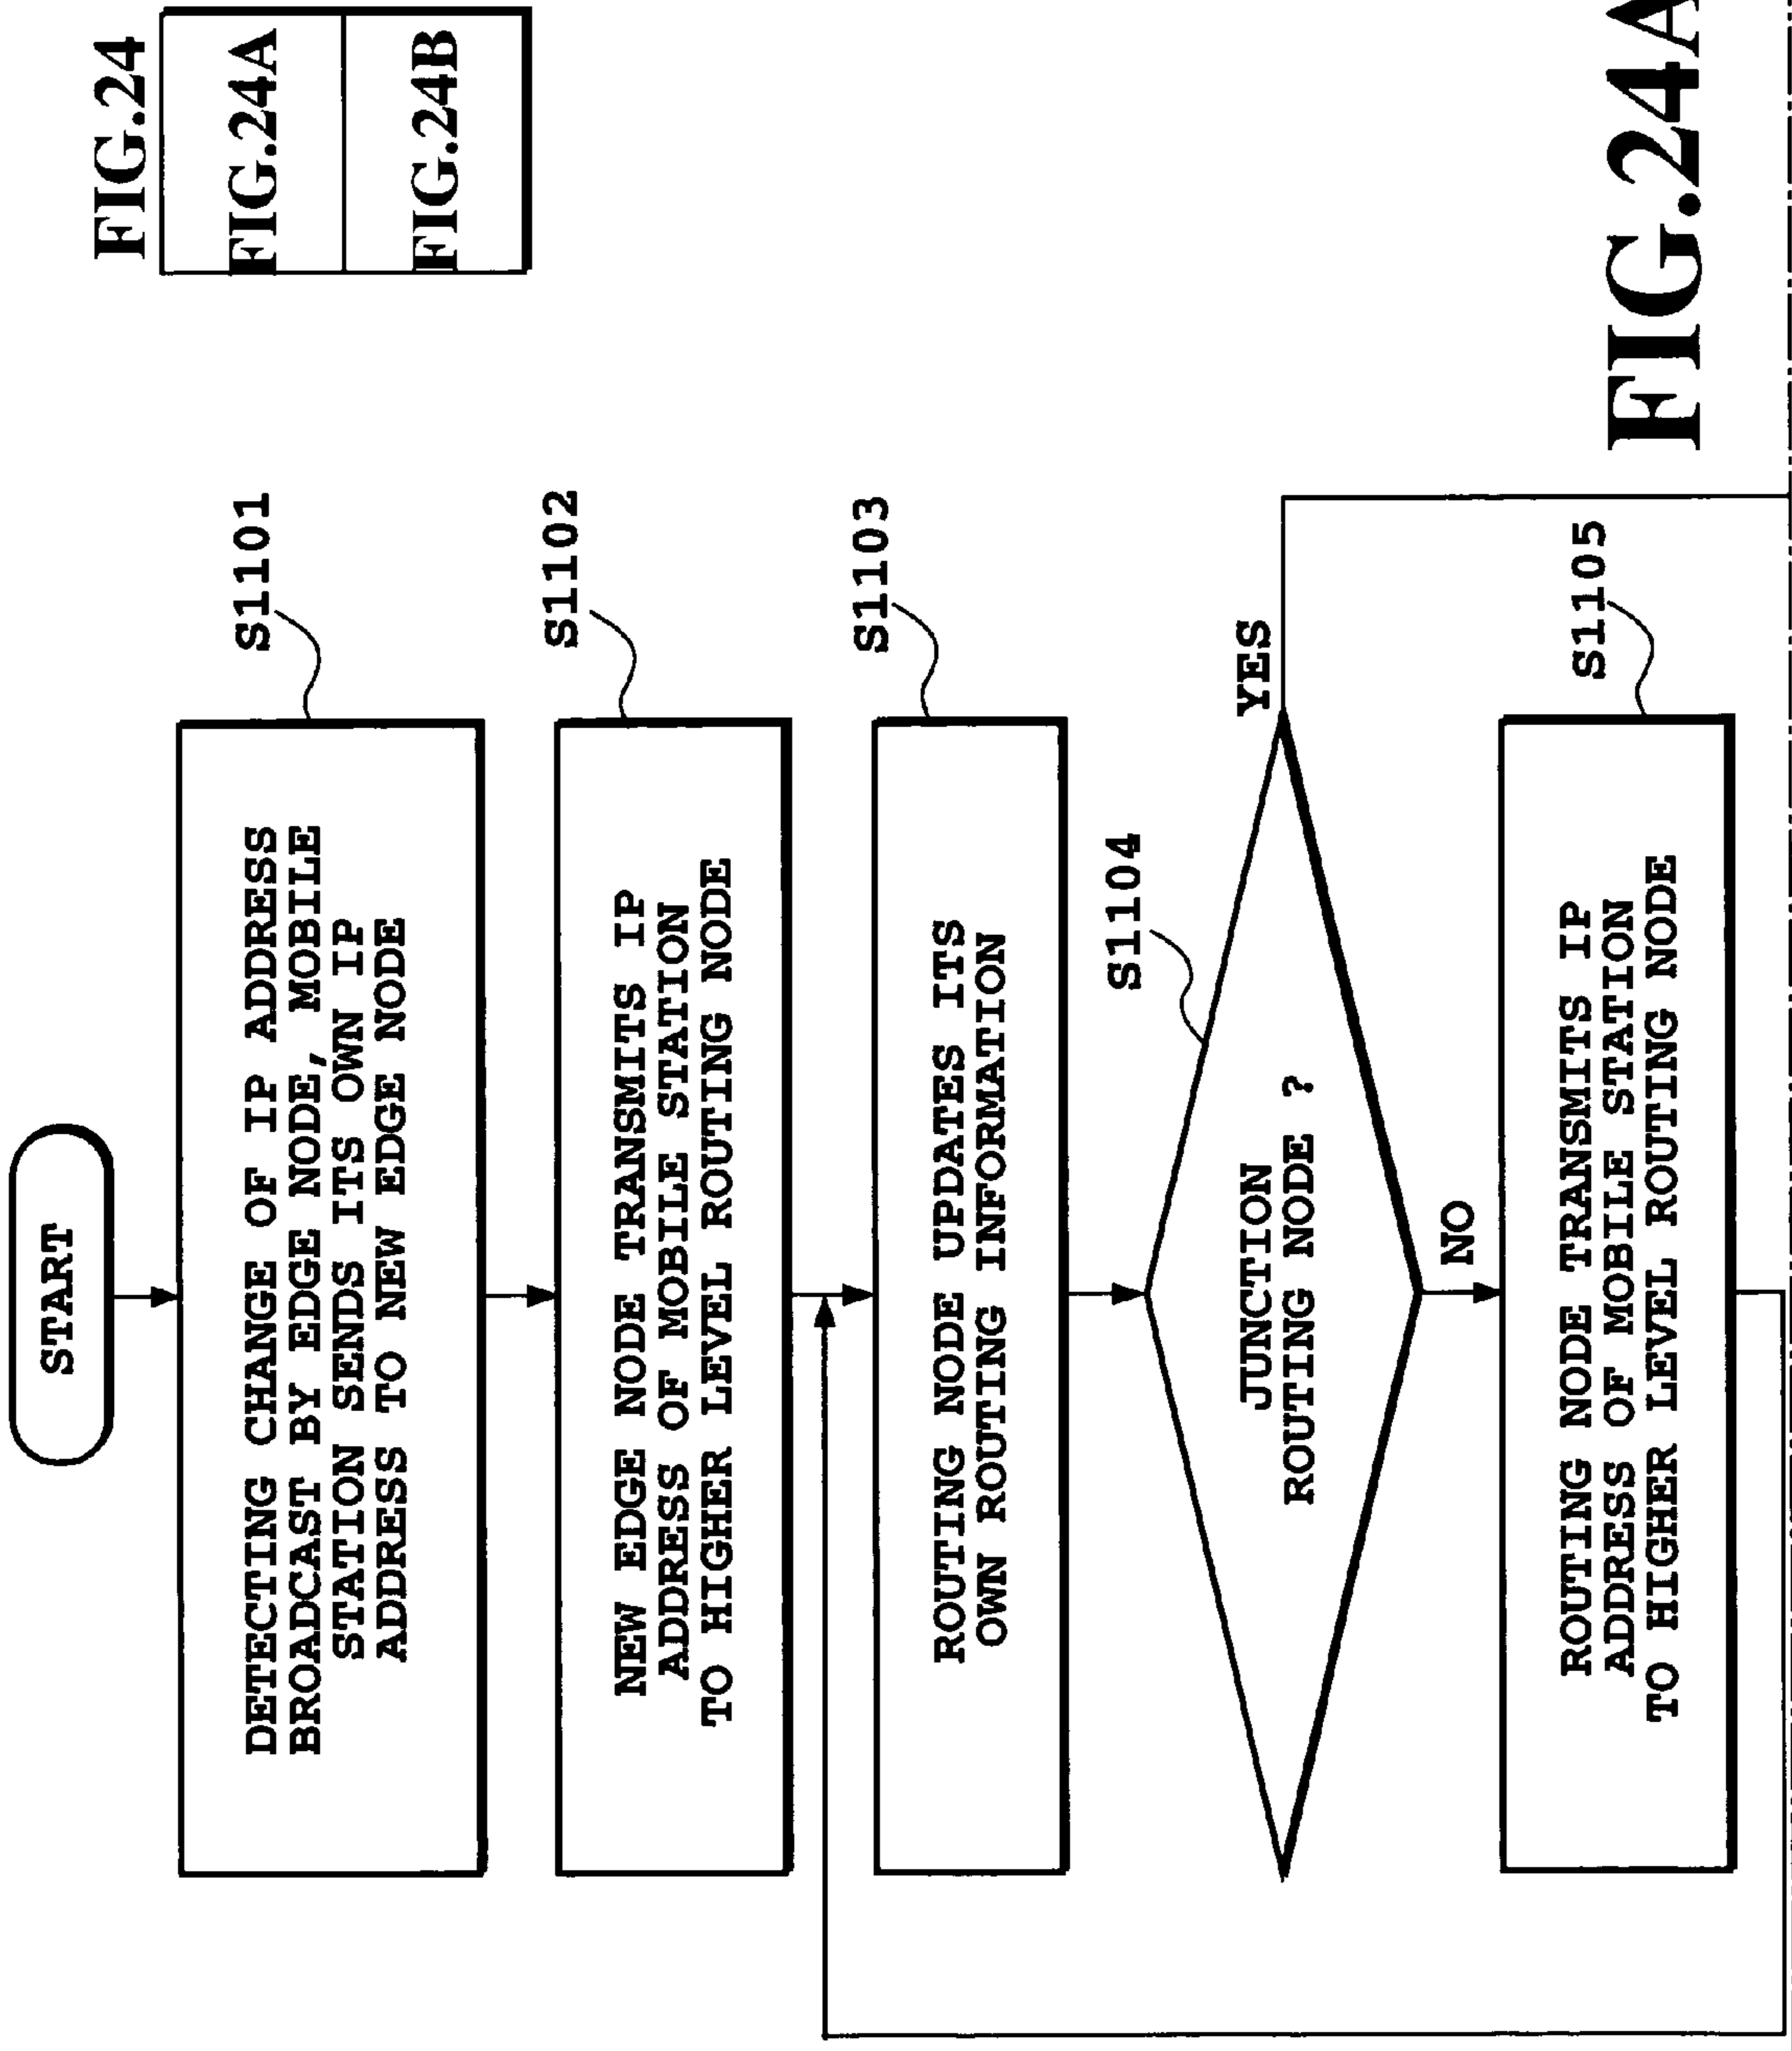 FIG.24
FIG.24A
FIG.24B
START
S1101
DETECTING CHANGE OF IP ADDRESS
BROADCAST BY EDGE NODE, MOBILE
STATION SENDS ITS OWN IP
ADDRESS TO NEW EDGE NODE
S1102
NEW EDGE NODE TRANSMITS IP
ADDRESS OF MOBILE STATION
TO HIGHER LEVEL ROUTING NODE
S1103
ROUTING NODE UPDATES ITS
OWN ROUTING INFORMATION
S1104
JUNCTION
ROUTING NODE ?
YES
NO
S1105
ROUTING NODE TRANSMITS IP
ADDRESS OF MOBILE STATION
TO HIGHER LEVEL ROUTING NODE
FIG.24A